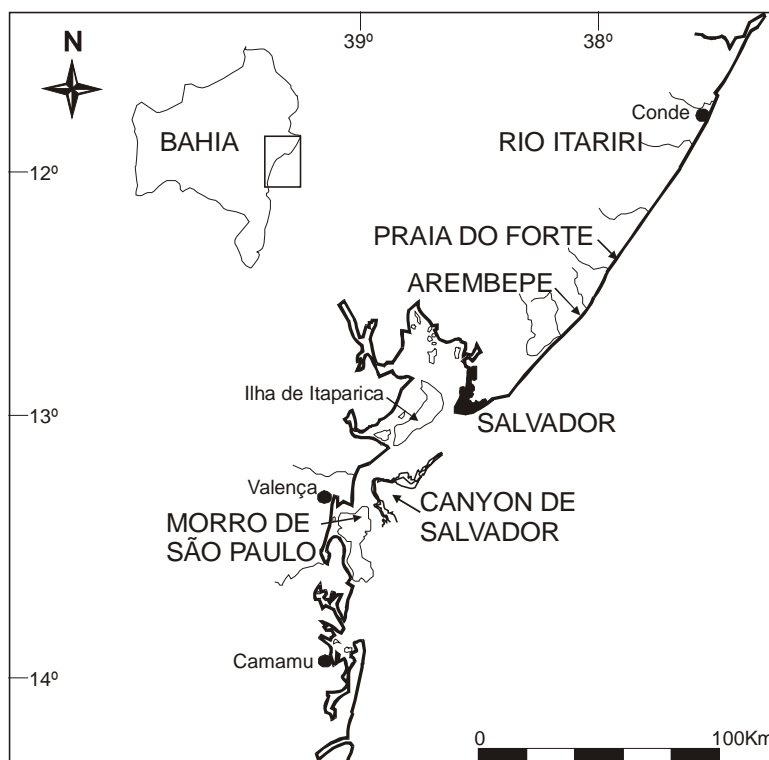 39º
38º
N
Conde
BAHIA
RIO ITARIRI
12º
PRAIA DO FORTE
AREMBEPE
Ilha de Itaparica
13º
SALVADOR
Valença
CANYON DE
SALVADOR
MORRO DE
SÃO PAULO
Camamu
14º
0
100Km